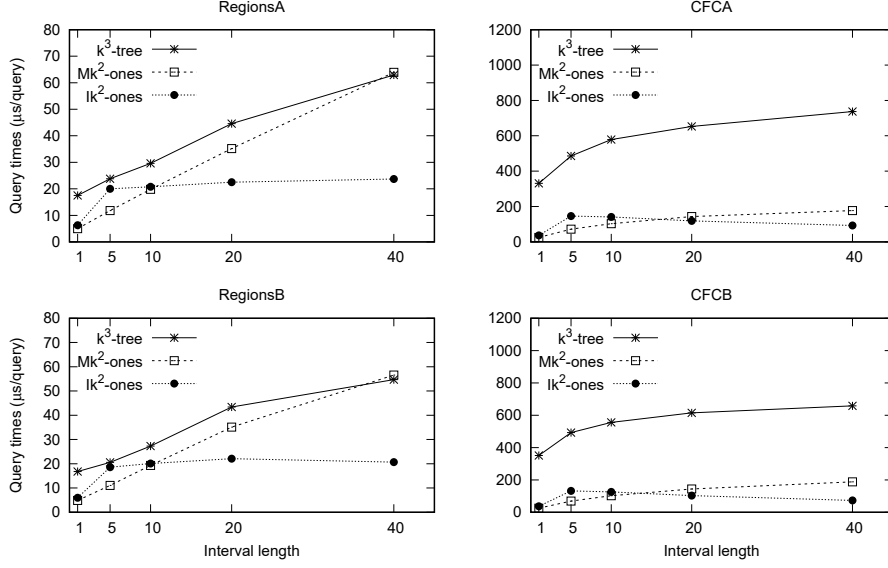 RegionsA
80
70
60
50
40
30
20
10
0
Query times (μs/query)
k³-tree
Mk²-ones
Ik²-ones
1 5 10 20 40
CFCA
1200
1000
800
600
400
200
0
k³-tree
Mk²-ones
Ik²-ones
1 5 10 20 40
RegionsB
80
70
60
50
40
30
20
10
0
Query times (μs/query)
k³-tree
Mk²-ones
Ik²-ones
1 5 10 20 40
Interval length
CFCB
1200
1000
800
600
400
200
0
k³-tree
Mk²-ones
Ik²-ones
1 5 10 20 40
Interval length